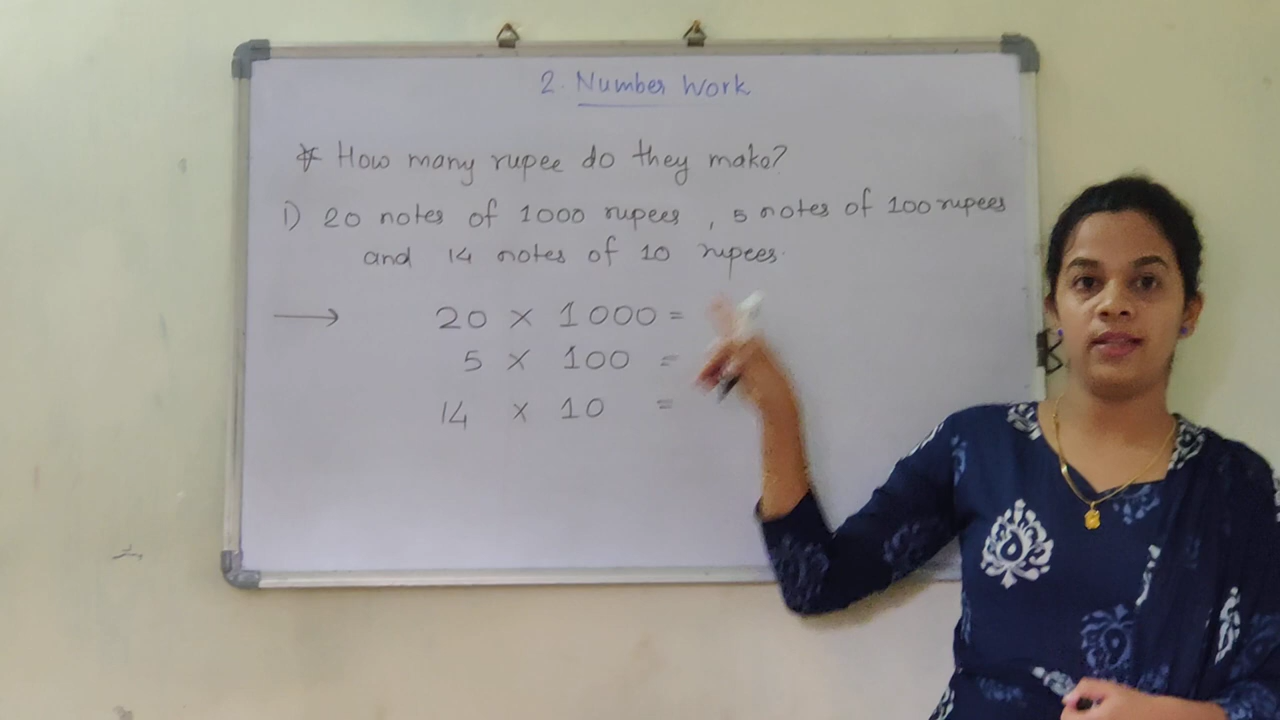 2. Number Work
* How many rupee do they make?
1) 20 notes of 1000 rupees, 5 notes of 100 rupees
and 14 notes of 10 rupees.
→ 20 × 1000 =
5 × 100 =
14 × 10 =